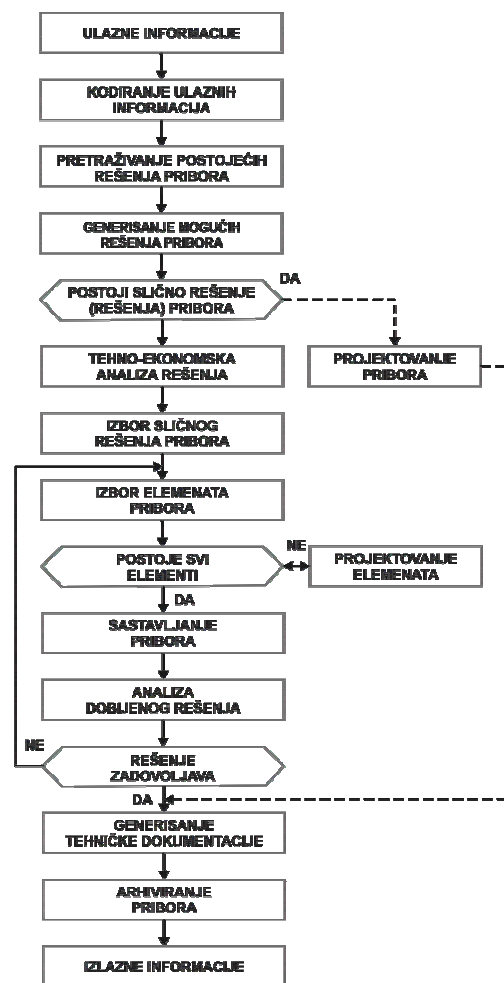 ULAZNE INFORMACIJE
KODIRANJE ULAZNIH
INFORMACIJA
PRETRAŽIVANJE POSTOJEĆIH
REŠENJA PRIBORA
GENERISANJE MOGUĆIH
REŠENJA PRIBORA
POSTOJI SLIČNO REŠENJE
(REŠENJA) PRIBORA
DA
TEHNO-EKONOMSKA
ANALIZA REŠENJA
PROJEKTOVANJE
PRIBORA
IZBOR SLIČNOG
REŠENJA PRIBORA
IZBOR ELEMENATA
PRIBORA
POSTOJE SVI
ELEMENTI
NE
PROJEKTOVANJE
ELEMENATA
DA
SASTAVLJANJE
PRIBORA
ANALIZA
DOBIJENOG REŠENJA
NE
REŠENJE
ZADOVOLJAVA
DA
GENERISANJE
TEHNIČKE DOKUMENTACIJE
ARHIVIRANJE
PRIBORA
IZLAZNE INFORMACIJE